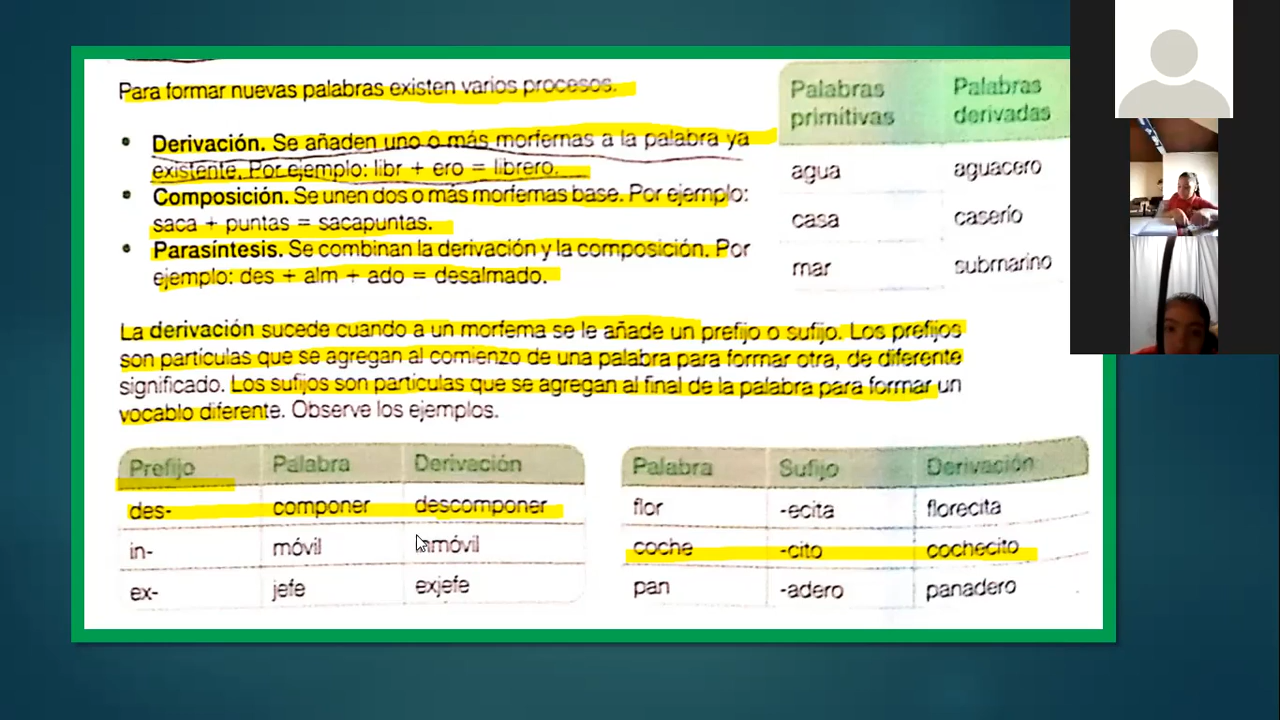 Para formar nuevas palabras existen varios procesos.
• Derivación. Se añaden uno o más morfemas a la palabra ya
existente. Por ejemplo: libr + ero = librero.
• Composición. Se unen dos o más morfemas base. Por ejemplo:
saca + puntas = sacapuntas.
• Parasíntesis. Se combinan la derivación y la composición. Por
ejemplo: des + alm + ado = desalmado.
Palabras primitivas Palabras derivadas
agua aguacero
casa caserío
mar submarino
La derivación sucede cuando a un morfema se le añade un prefijo o sufijo. Los prefijos
son partículas que se agregan al comienzo de una palabra para formar otra, de diferente
significado. Los sufijos son partículas que se agregan al final de la palabra para formar un
vocablo diferente. Observe los ejemplos.
Prefijo Palabra Derivación
des- componer descomponer
in- móvil inmóvil
ex- jefe exjefe
Palabra Sufijo Derivación
flor -ecita florecita
coche -cito cochecito
pan -adero panadero